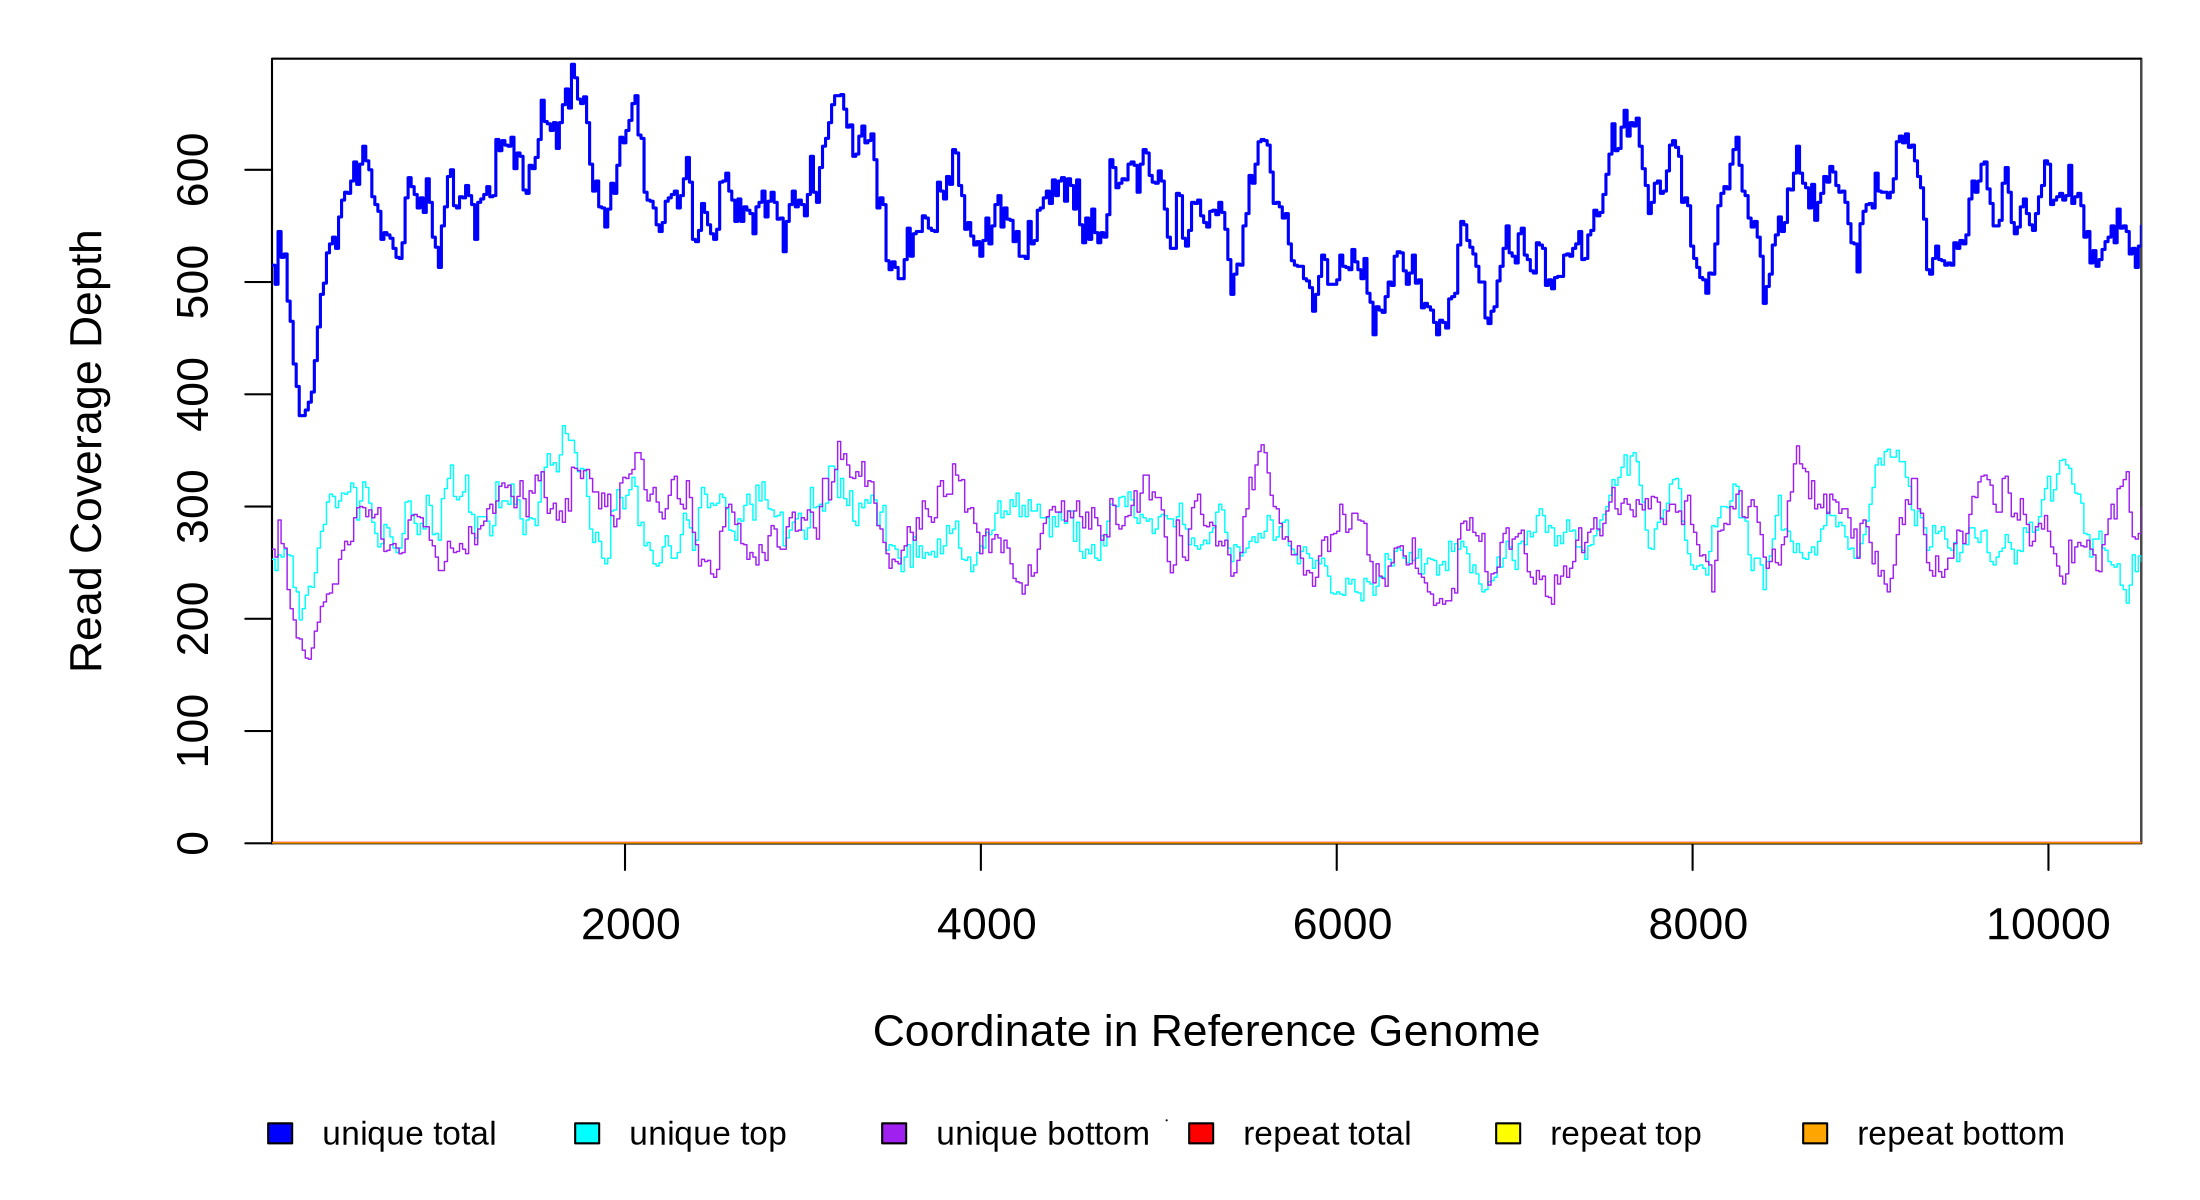 Read Coverage Depth
600
500
400
300
200
100
0
2000 4000 6000 8000 10000
Coordinate in Reference Genome
unique total unique top unique bottom repeat total repeat top repeat bottom